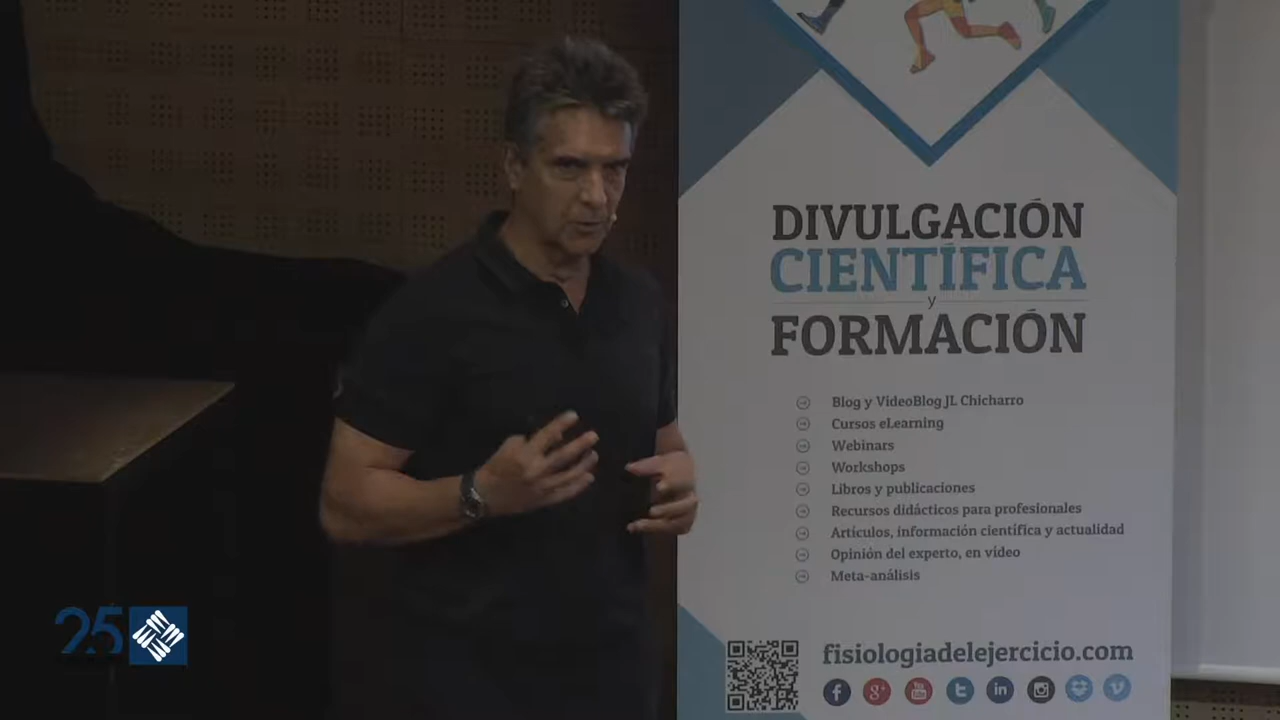 DIVULGACIÓN
CIENTÍFICA
y
FORMACIÓN
Blog y VideoBlog JL Chicharro
Cursos eLearning
Webinars
Workshops
Libros y publicaciones
Recursos didácticos para profesionales
Artículos, información científica y actualidad
Opinión del experto, en vídeo
Meta-análisis
fisiologiadelejercicio.com
25